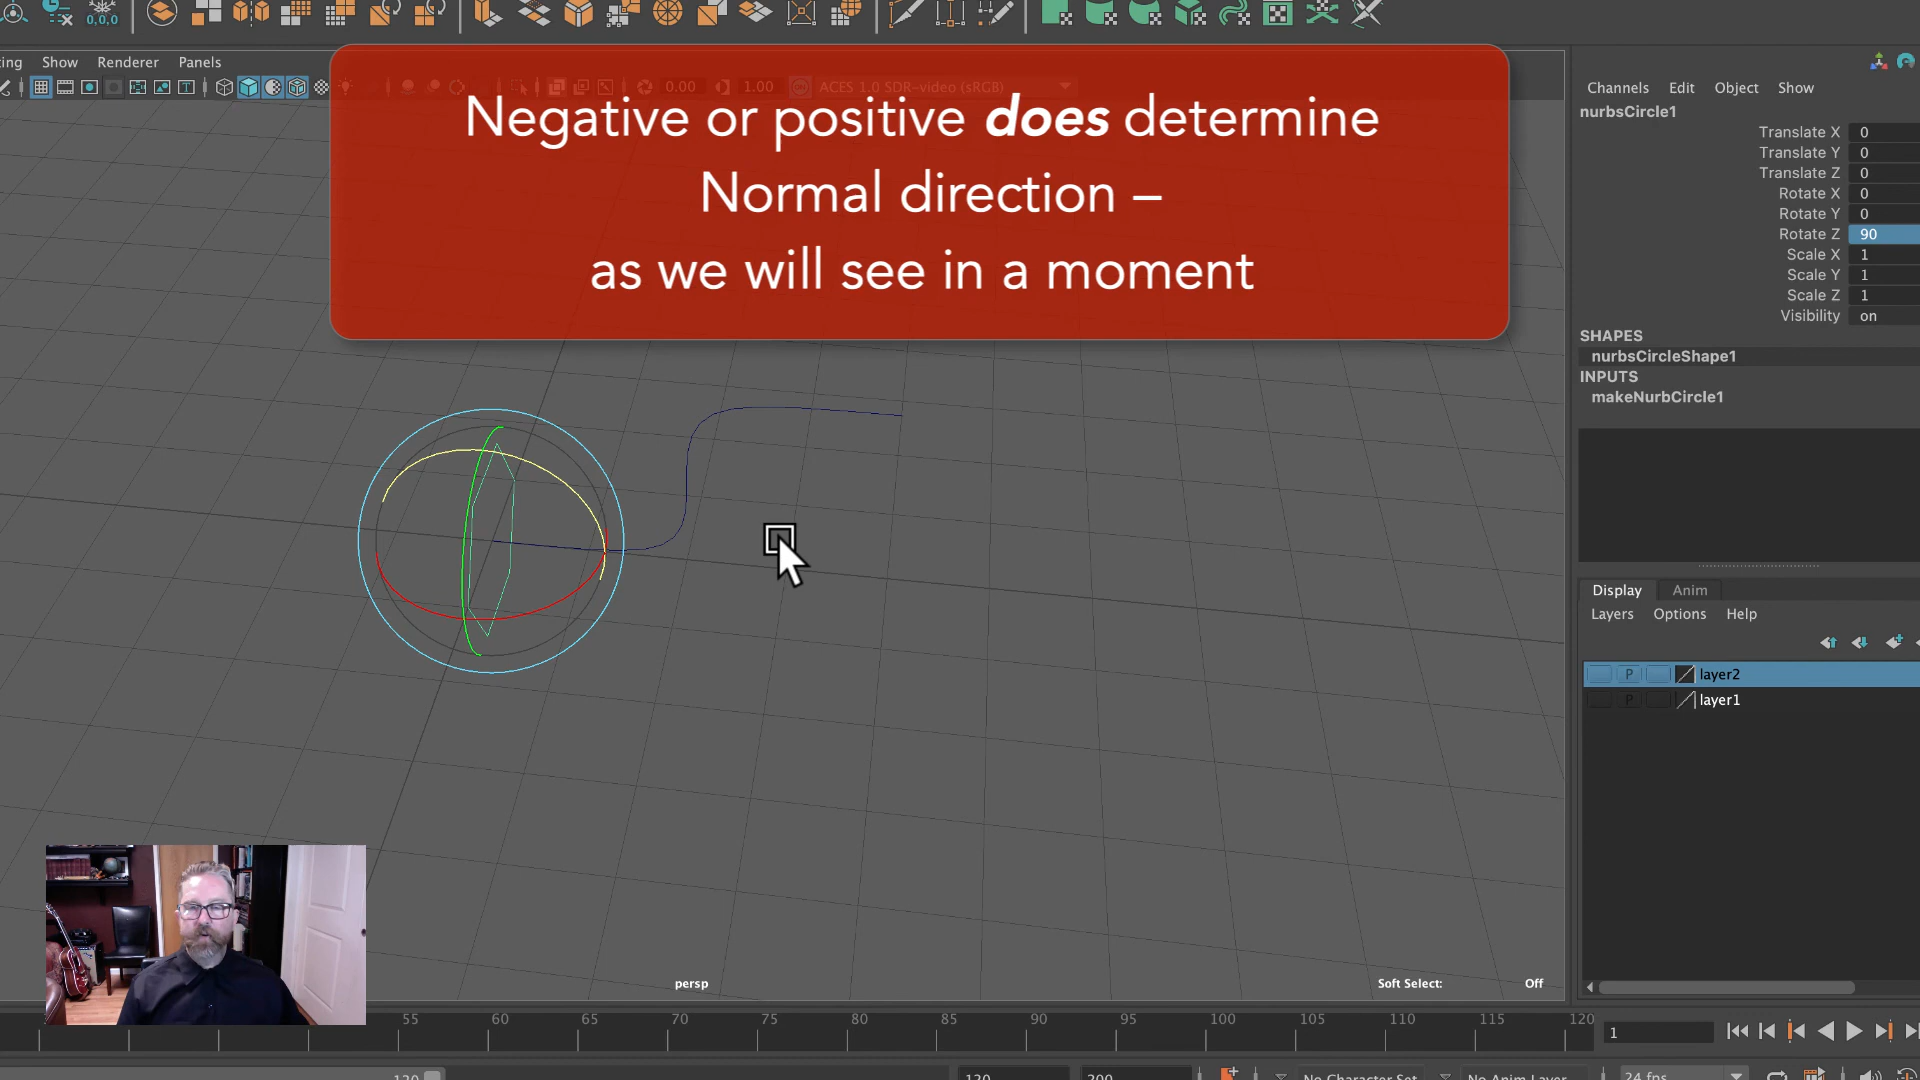 0,0,0
ing Show Renderer Panels
0.00 1.00 ACES 1.0 SDR-video (sRGB)
Negative or positive does determine
Normal direction –
as we will see in a moment
Channels Edit Object Show
nurbsCircle1
Translate X 0
Translate Y 0
Translate Z 0
Rotate X 0
Rotate Y 0
Rotate Z 90
Scale X 1
Scale Y 1
Scale Z 1
Visibility on
SHAPES
nurbsCircleShape1
INPUTS
makeNurbCircle1
Display Anim
Layers Options Help
P layer2
P layer1
persp
Soft Select: Off
55 60 65 70 75 80 85 90 95 100 105 110 115 120
1
120 120 200 No Character Set No Anim Layer 24 fps